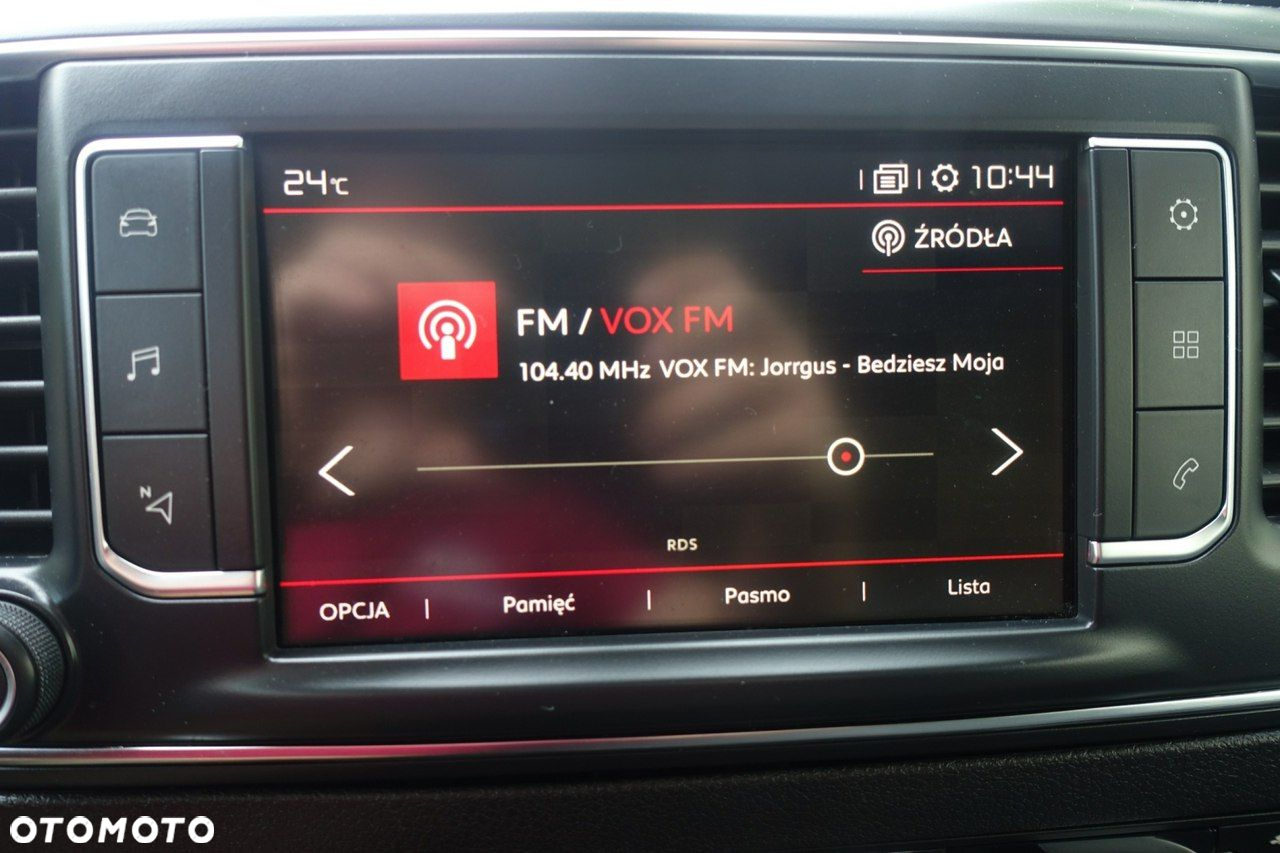 24°C
10:44
ŹRÓDŁA
FM / VOX FM
104.40 MHz VOX FM: Jorrgus - Bedziesz Moja
RDS
OPCJA | Pamięć | Pasmo | Lista
N
OTOMOTO